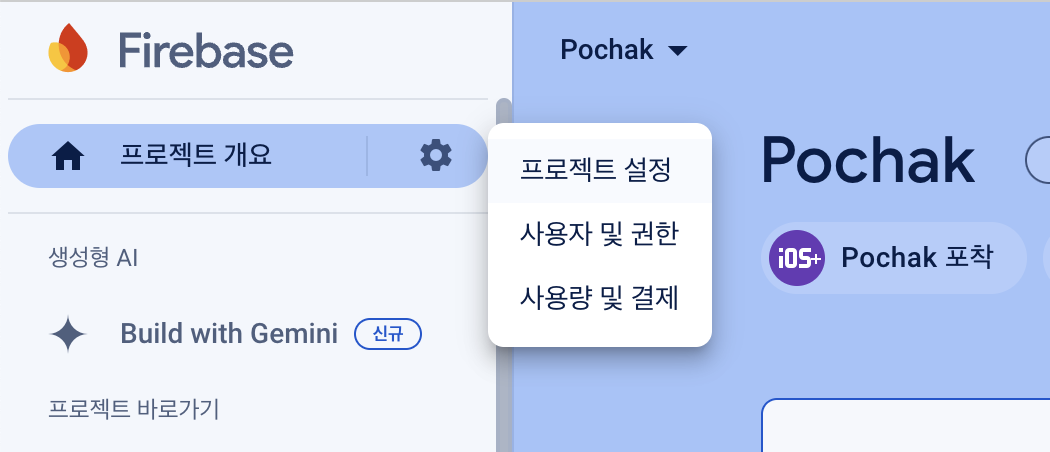 Firebase
Pochak
프로젝트 개요
프로젝트 설정
사용자 및 권한
사용량 및 결제
Pochak
iOS+ Pochak 포착
생성형 AI
Build with Gemini 신규
프로젝트 바로가기